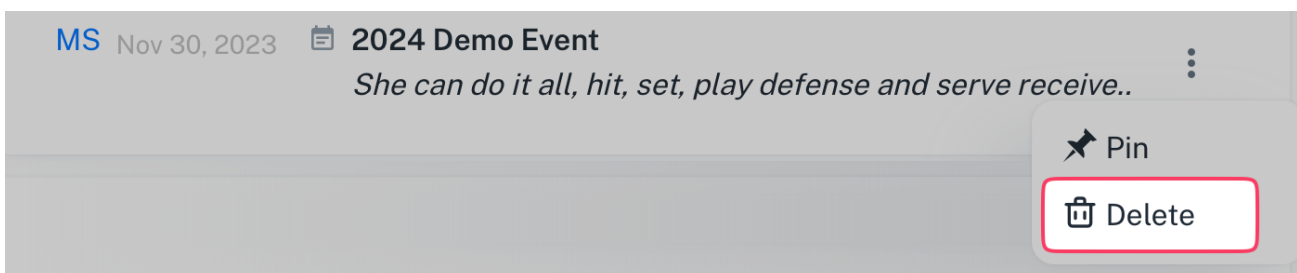 MS Nov 30, 2023 2024 Demo Event
She can do it all, hit, set, play defense and serve receive..
Pin
Delete